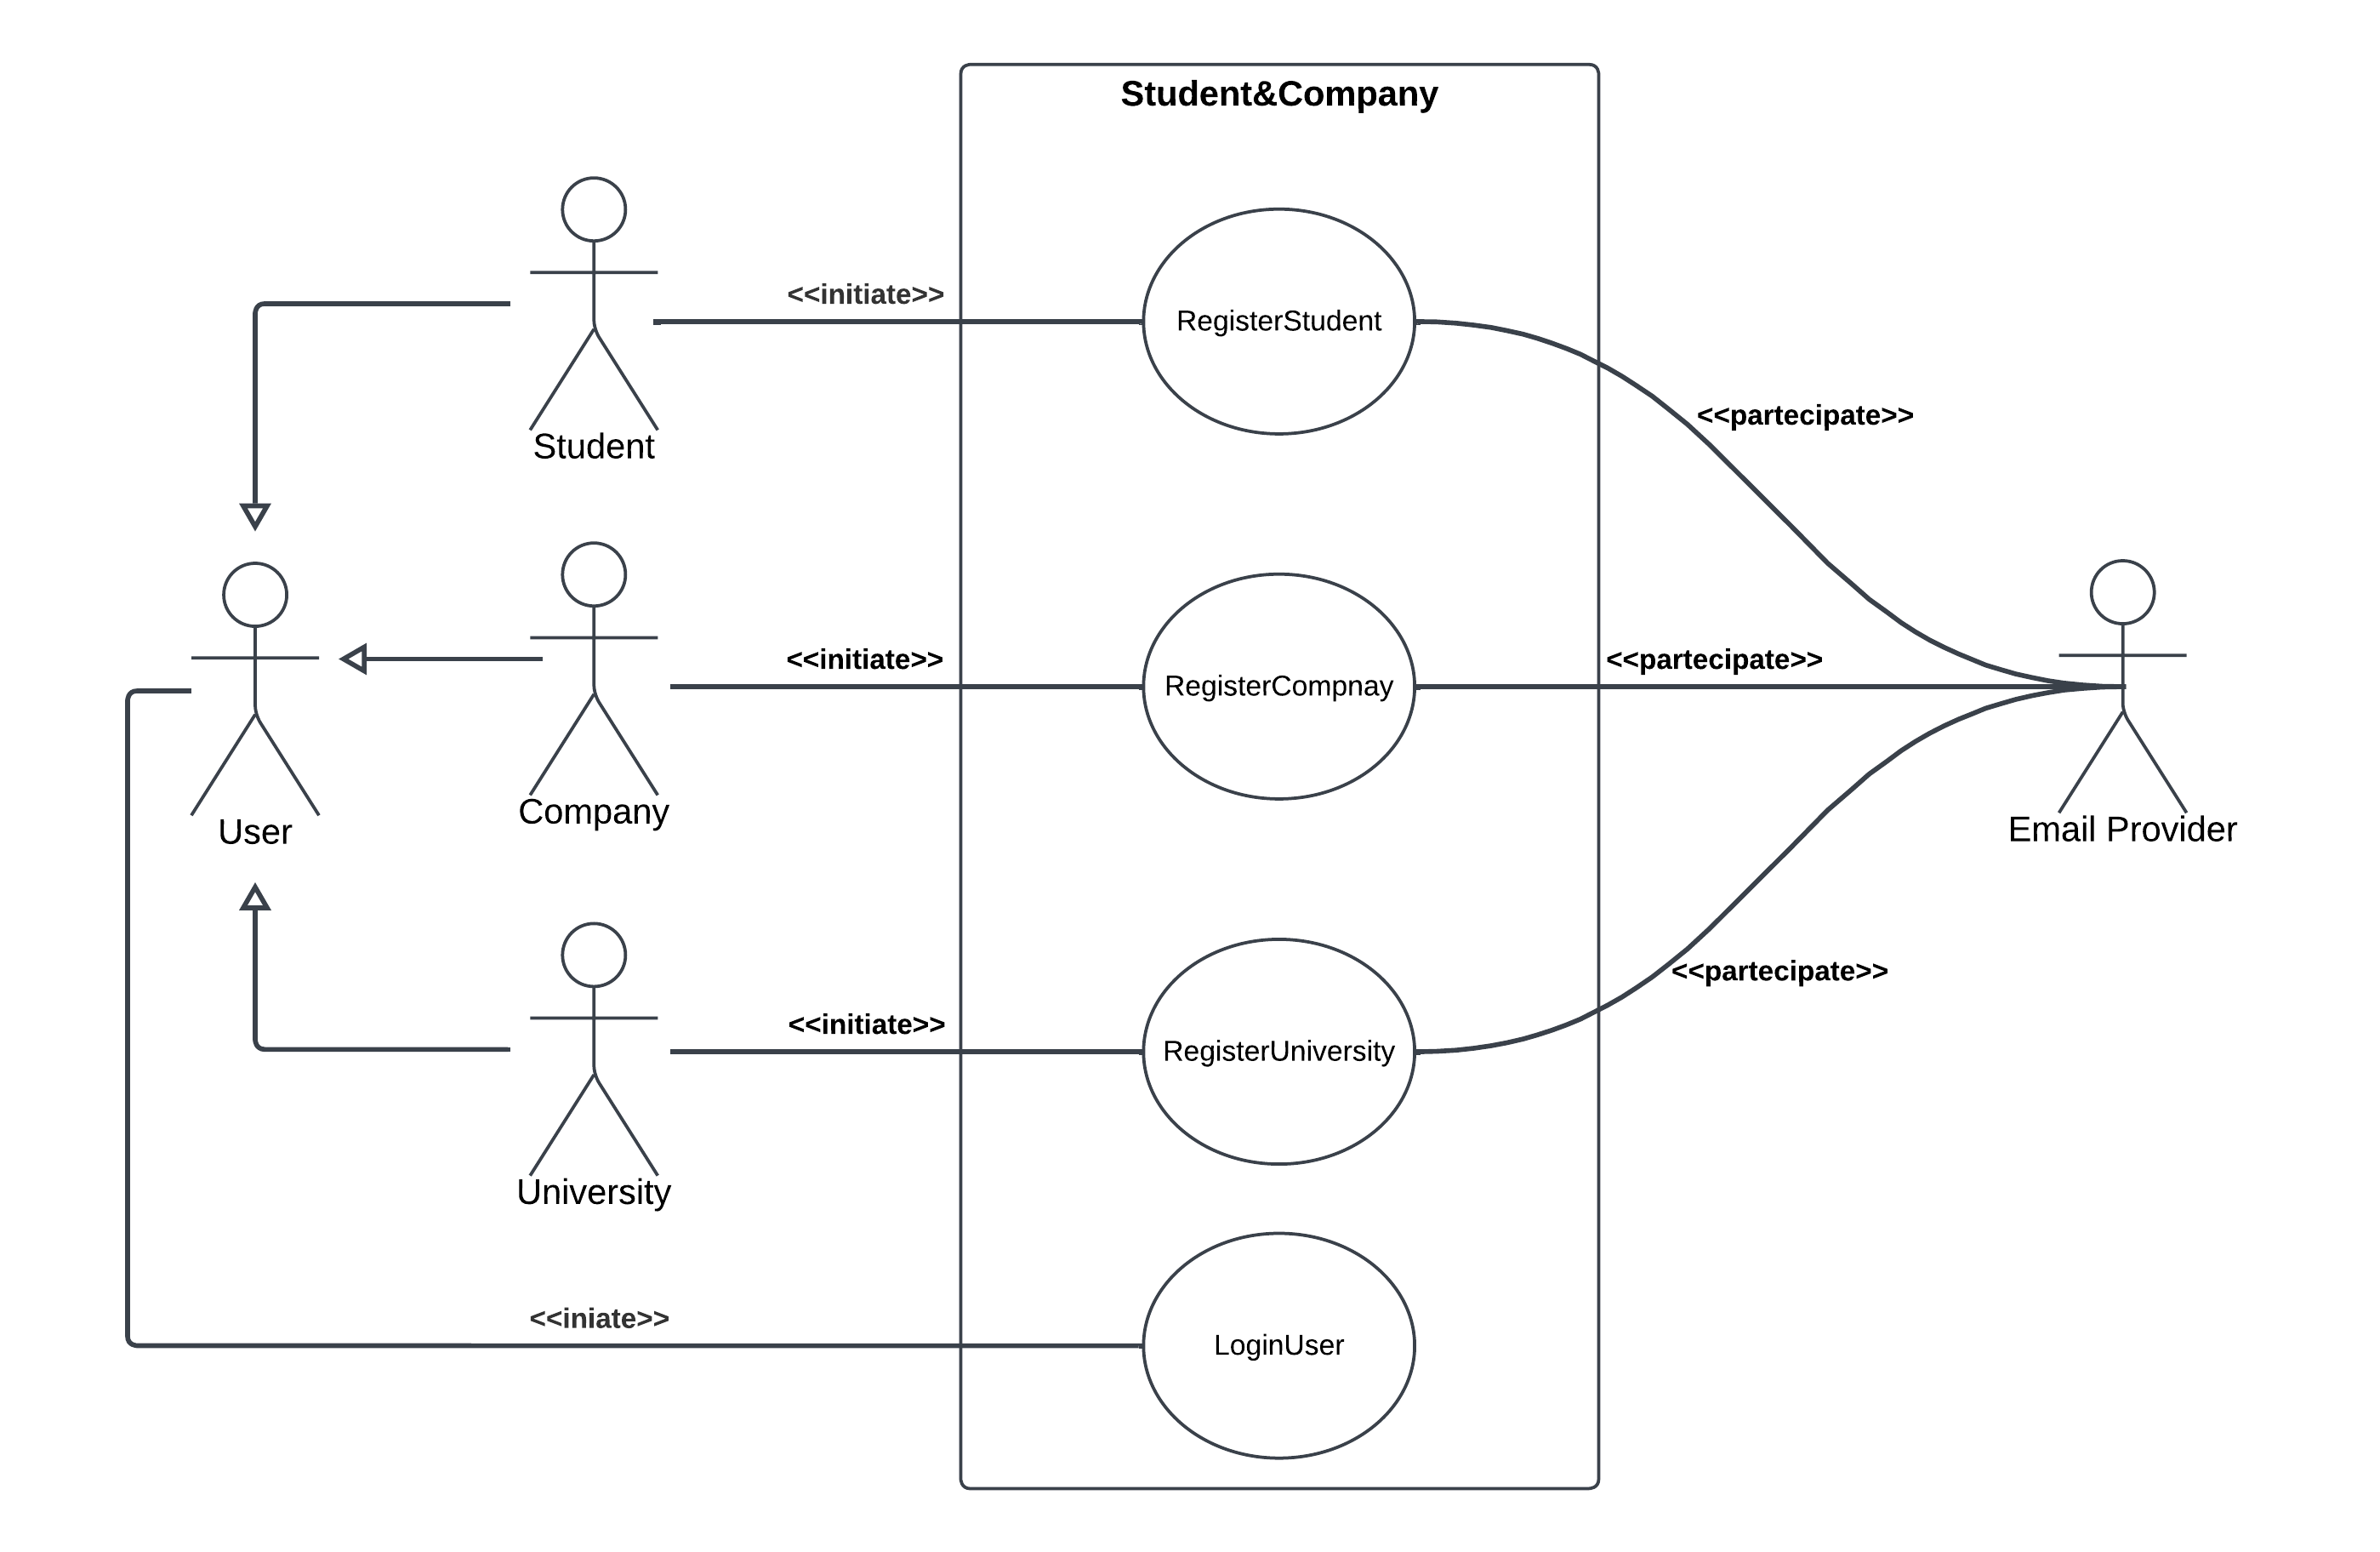 Student&Company
<<initiate>>
RegisterStudent
<<partecipate>>
Student
<<initiate>>
RegisterCompnay
<<partecipate>>
Company
User
Email Provider
<<partecipate>>
<<initiate>>
RegisterUniversity
University
<<iniate>>
LoginUser